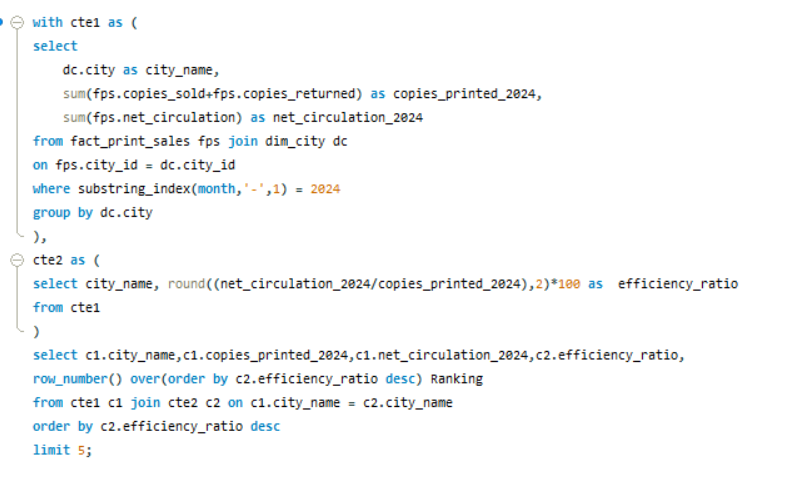 with cte1 as (
select
dc.city as city_name,
sum(fps.copies_sold+fps.copies_returned) as copies_printed_2024,
sum(fps.net_circulation) as net_circulation_2024
from fact_print_sales fps join dim_city dc
on fps.city_id = dc.city_id
where substring_index(month,'-',1) = 2024
group by dc.city
),
cte2 as (
select city_name, round((net_circulation_2024/copies_printed_2024),2)*100 as  efficiency_ratio
from cte1
)
select c1.city_name,c1.copies_printed_2024,c1.net_circulation_2024,c2.efficiency_ratio,
row_number() over(order by c2.efficiency_ratio desc) Ranking
from cte1 c1 join cte2 c2 on c1.city_name = c2.city_name
order by c2.efficiency_ratio desc
limit 5;